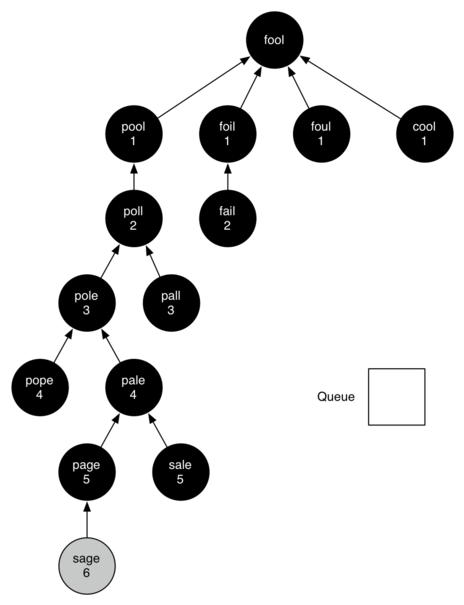 fool
pool
1
foil
1
foul
1
cool
1
poll
2
fail
2
pole
3
pall
3
pope
4
pale
4
Queue
page
5
sale
5
sage
6